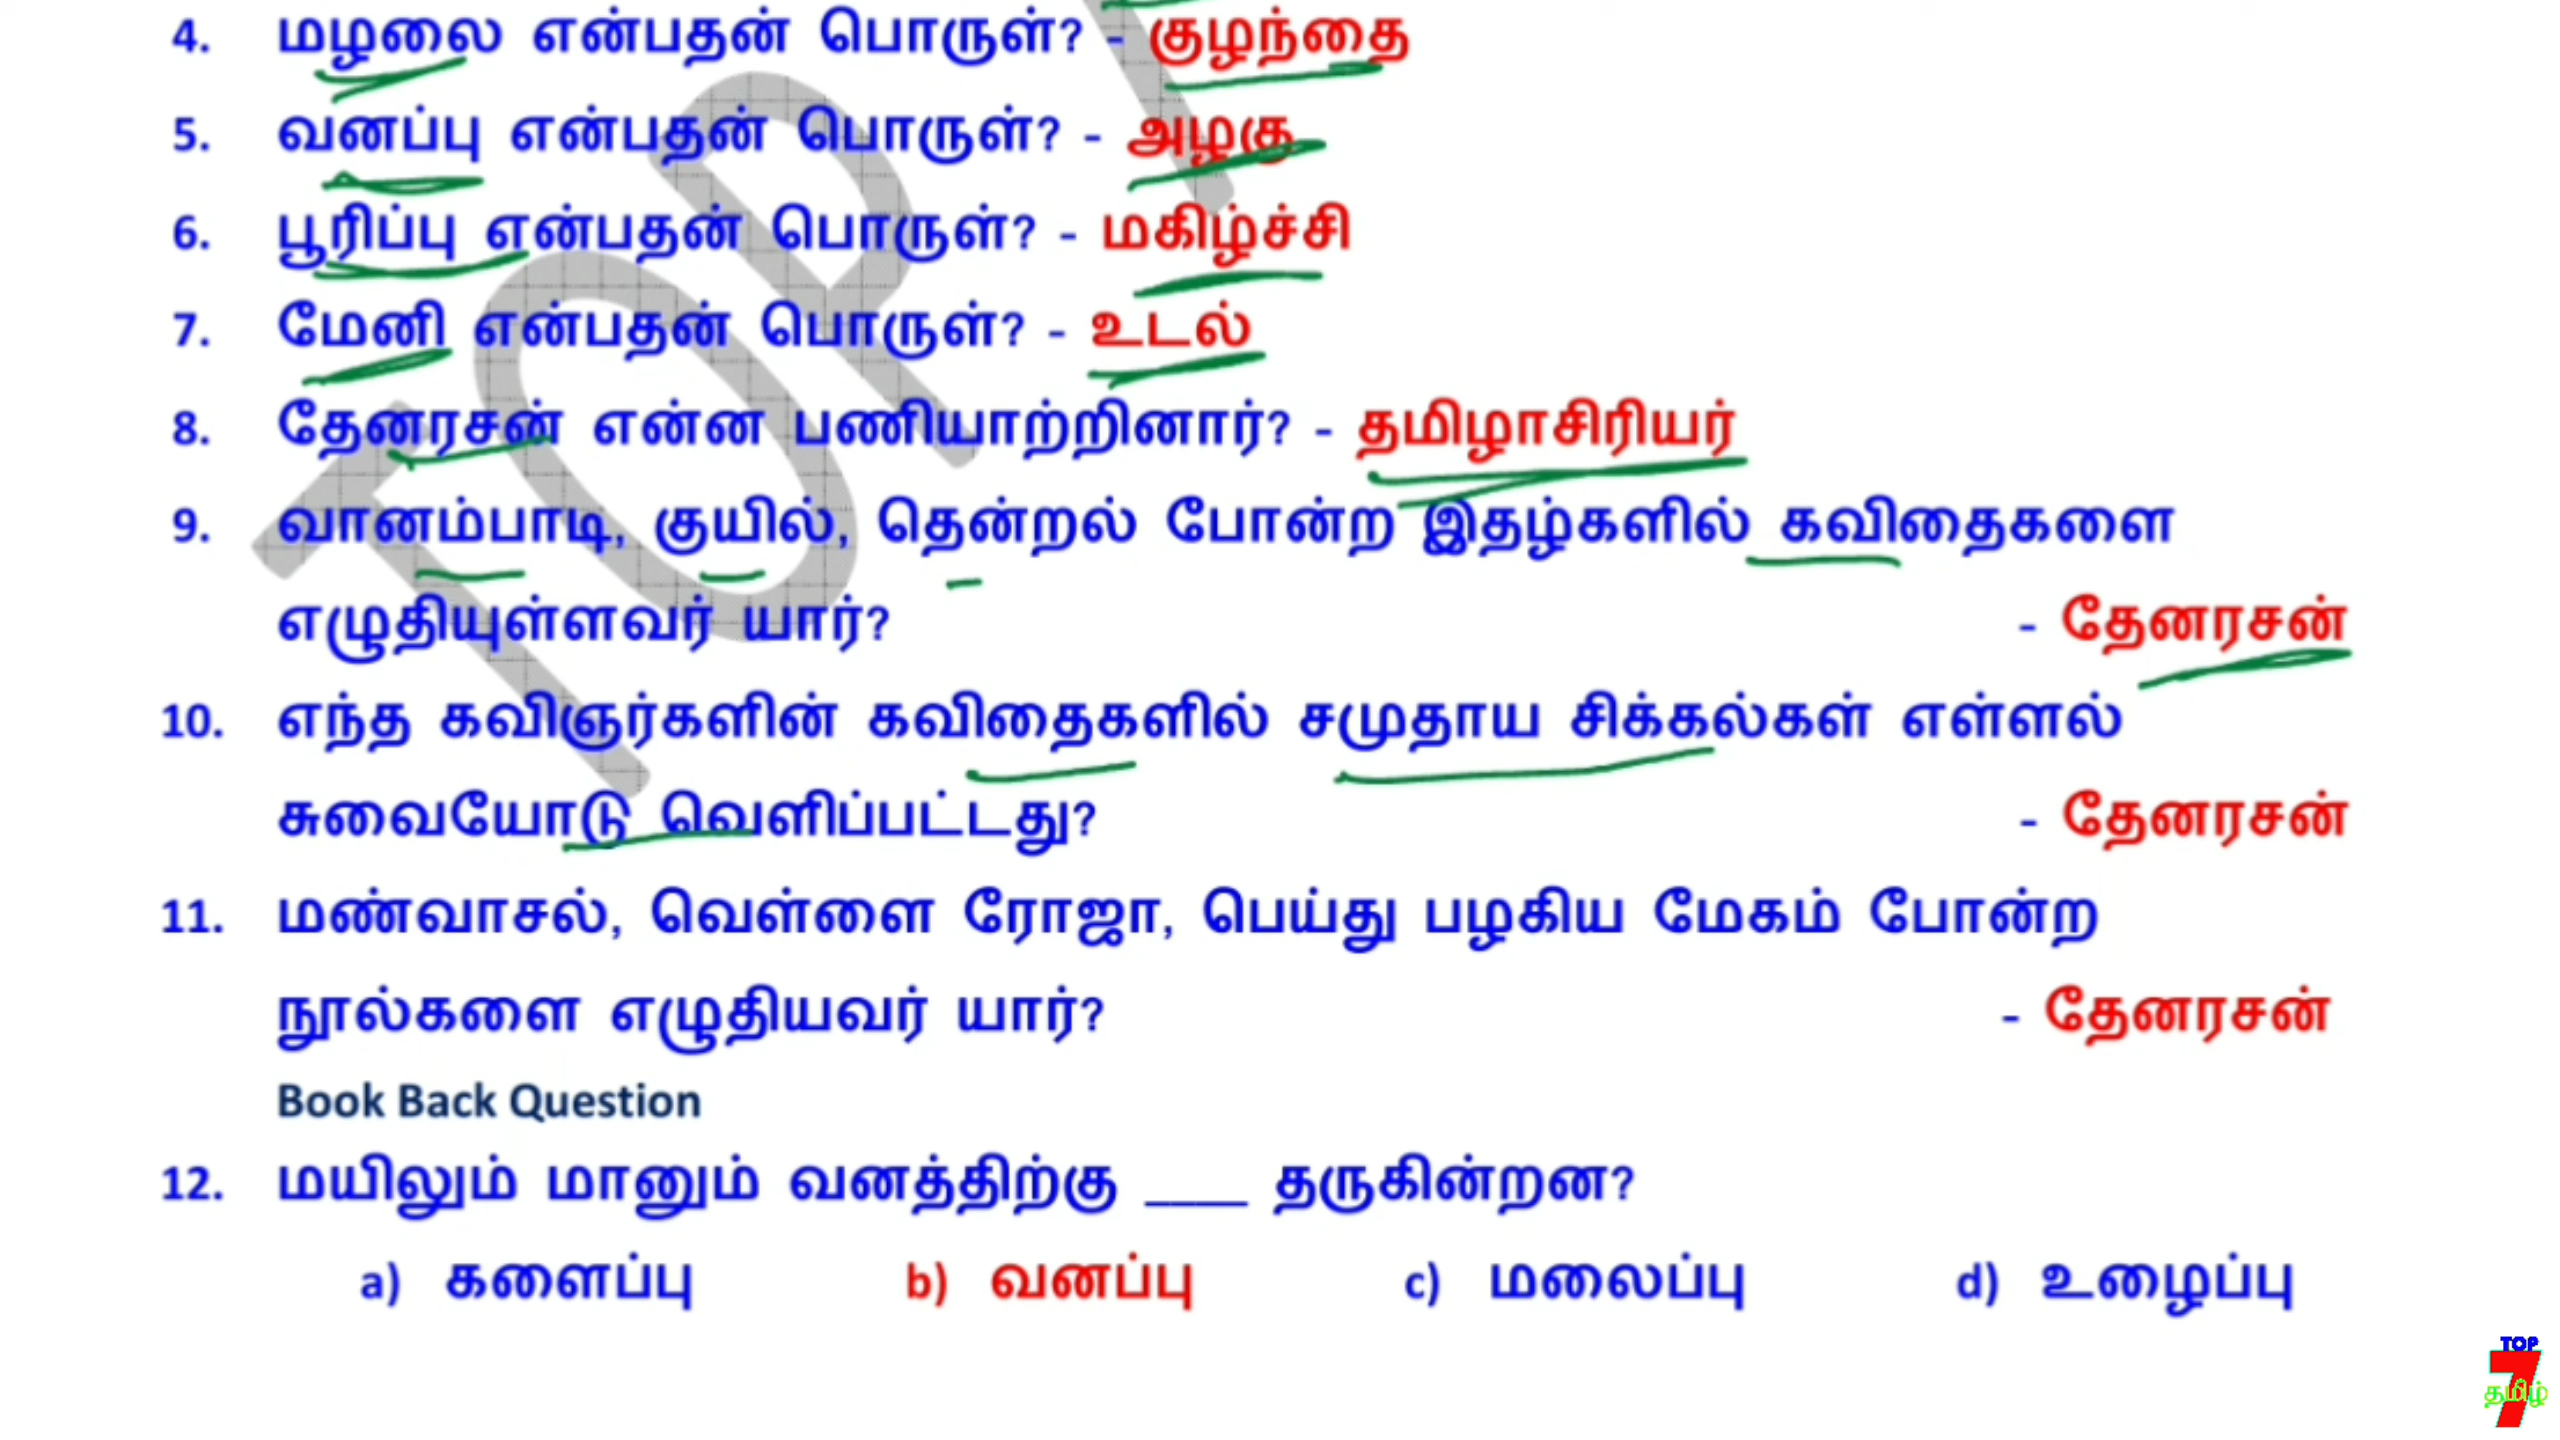 4. மழலை என்பதன் பொருள்? - குழந்தை
5. வனப்பு என்பதன் பொருள்? - அழகு
6. பூரிப்பு என்பதன் பொருள்? - மகிழ்ச்சி
7. மேனி என்பதன் பொருள்? - உடல்
8. தேனரசன் என்ன பணியாற்றினார்? - தமிழாசிரியர்
9. வானம்பாடி, குயில், தென்றல் போன்ற இதழ்களில் கவிதைகளை
எழுதியுள்ளவர் யார்? - தேனரசன்
10. எந்த கவிஞர்களின் கவிதைகளில் சமுதாய சிக்கல்கள் எள்ளல்
சுவையோடு வெளிப்பட்டது? - தேனரசன்
11. மண்வாசல், வெள்ளை ரோஜா, பெய்து பழகிய மேகம் போன்ற
நூல்களை எழுதியவர் யார்? - தேனரசன்
Book Back Question
12. மயிலும் மானும் வனத்திற்கு ____ தருகின்றன?
a) களைப்பு b) வனப்பு c) மலைப்பு d) உழைப்பு
TOP
7
தமிழ்